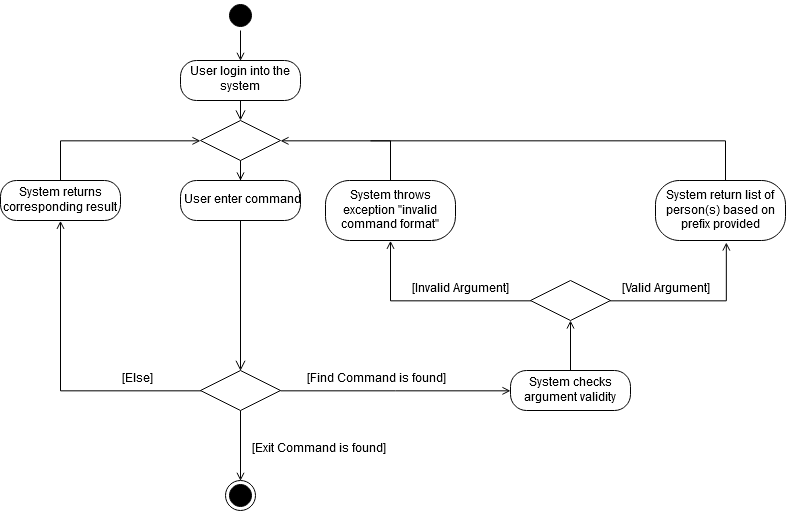 User login into the
system
System returns
corresponding result
User enter command
System throws
exception "invalid
command format"
System return list of
person(s) based on
prefix provided
[Invalid Argument]
[Valid Argument]
[Else]
[Find Command is found]
System checks
argument validity
[Exit Command is found]